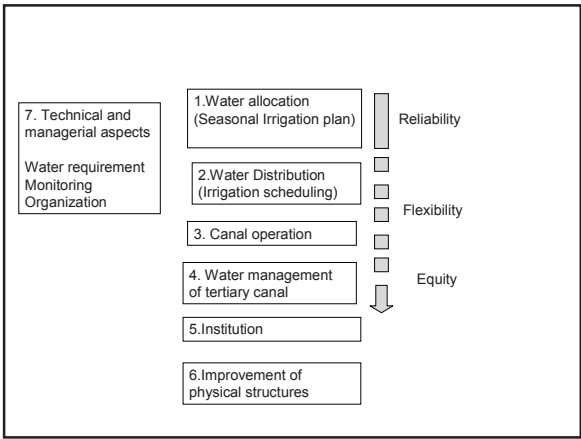 7. Technical and
managerial aspects
Water requirement
Monitoring
Organization
1.Water allocation
(Seasonal Irrigation plan)
2.Water Distribution
(Irrigation scheduling)
3. Canal operation
4. Water management
of tertiary canal
5.Institution
6.Improvement of
physical structures
Reliability
Flexibility
Equity